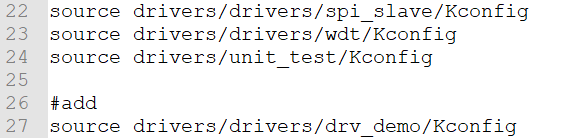 22 source drivers/drivers/spi_slave/Kconfig
23 source drivers/drivers/wdt/Kconfig
24 source drivers/drivers/unit_test/Kconfig
25
26 #add
27 source drivers/drivers/drv_demo/Kconfig